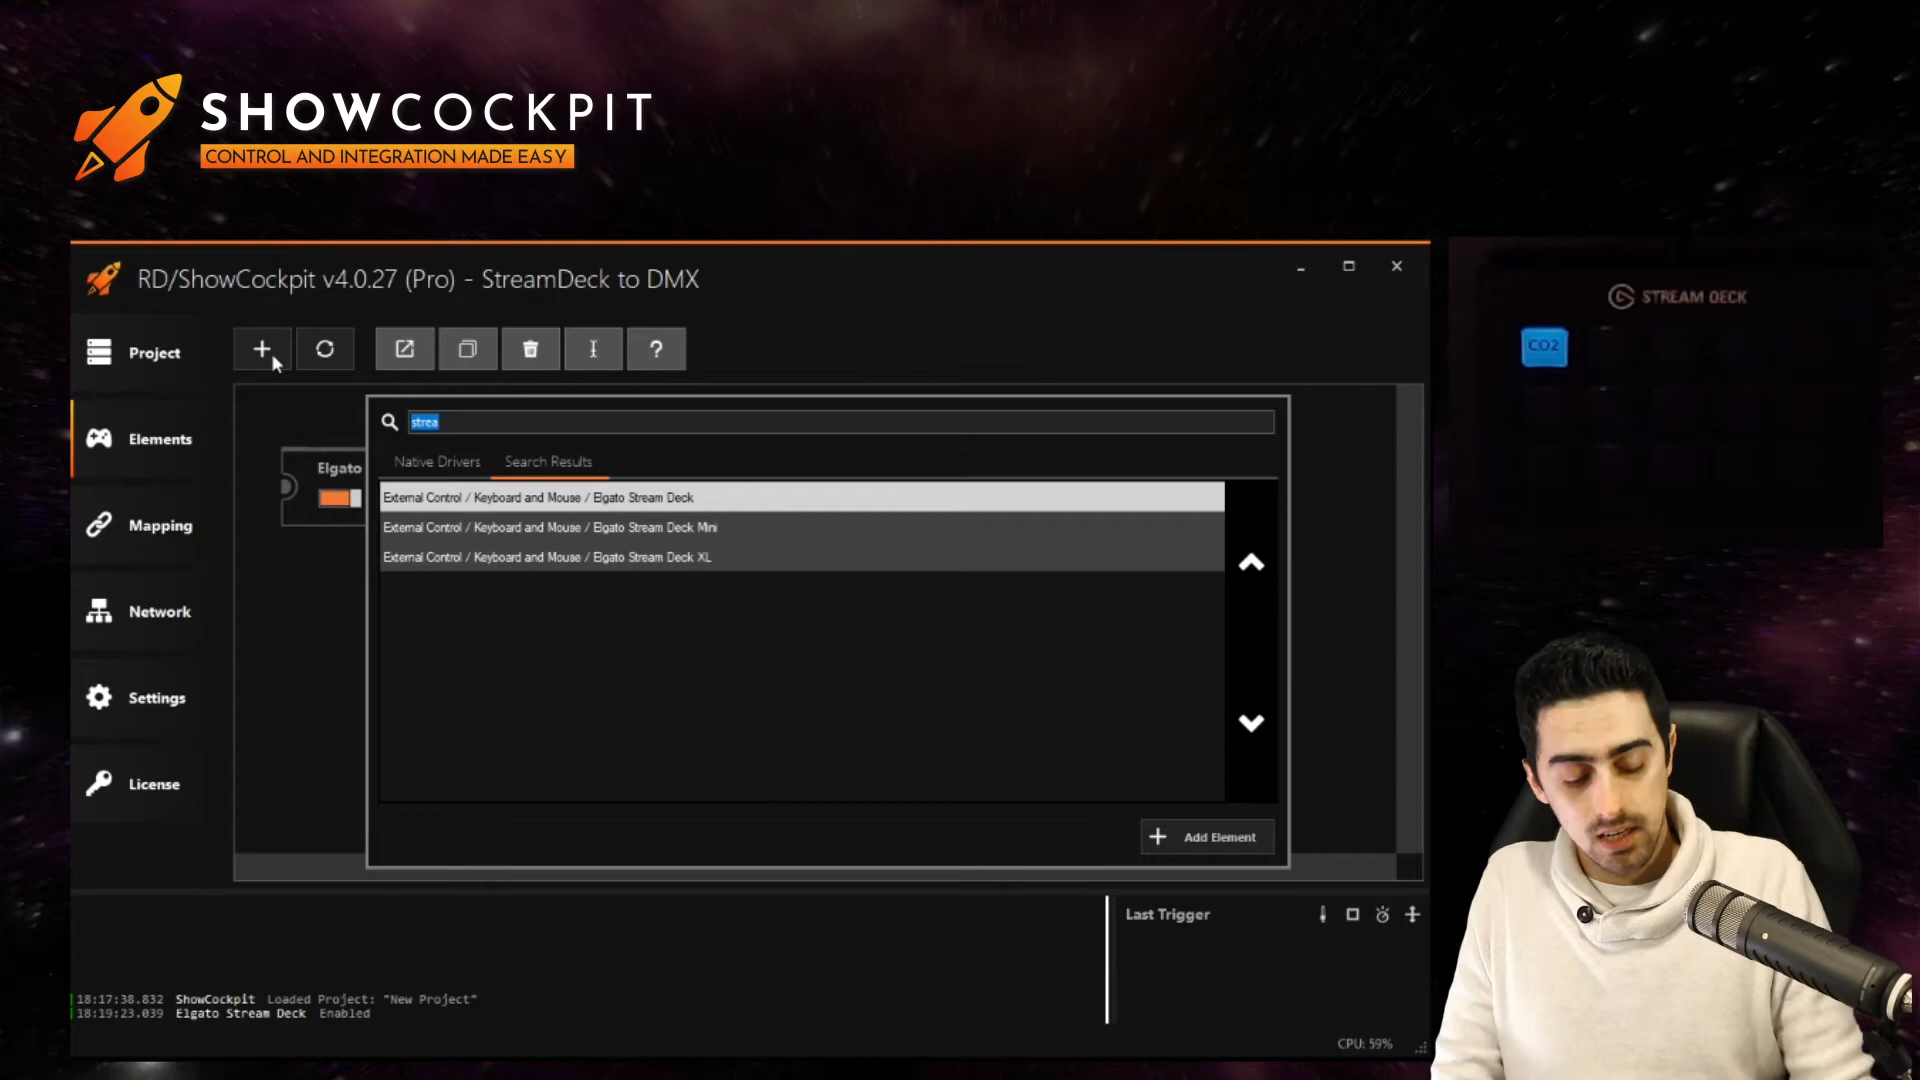 SHOWCOCKPIT
CONTROL AND INTEGRATION MADE EASY
RD/ShowCockpit v4.0.27 (Pro) - StreamDeck to DMX
STREAM DECK
CO2
Project
Elements
Mapping
Network
Settings
License
Elgato
strea
Native Drivers Search Results
External Control / Keyboard and Mouse / Elgato Stream Deck
External Control / Keyboard and Mouse / Elgato Stream Deck Mini
External Control / Keyboard and Mouse / Elgato Stream Deck XL
Add Element
Last Trigger
18:17:38.832 ShowCockpit Loaded Project: "New Project"
18:19:23.039 Elgato Stream Deck Enabled
CPU: 59%